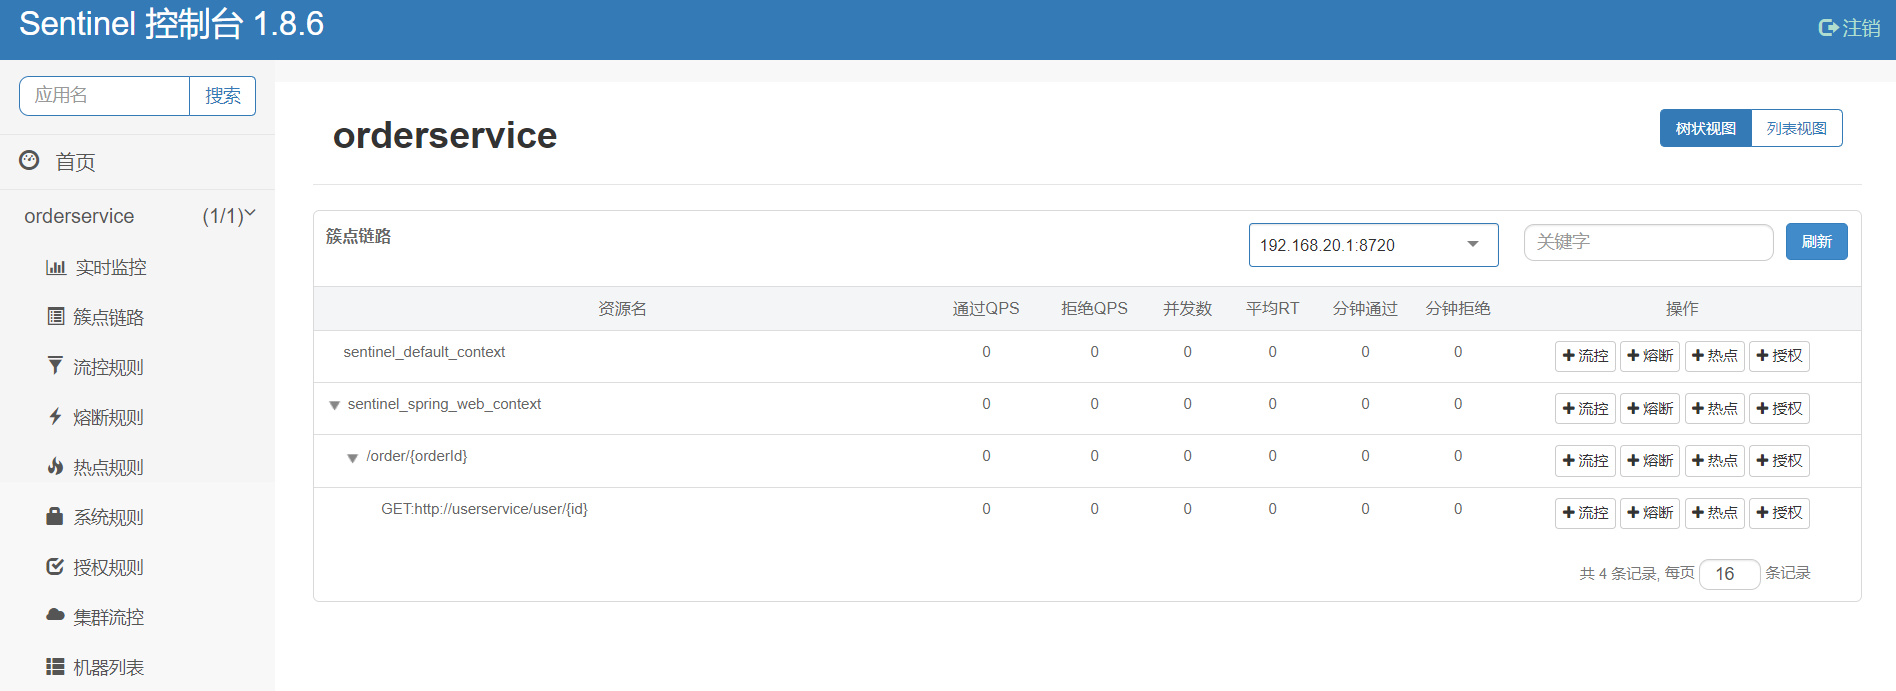 Sentinel 控制台 1.8.6
注销
应用名 搜索
首页
orderservice (1/1)
实时监控
簇点链路
流控规则
熔断规则
热点规则
系统规则
授权规则
集群流控
机器列表
orderservice
树状视图 列表视图
簇点链路 192.168.20.1:8720 关键字 刷新
资源名 通过QPS 拒绝QPS 并发数 平均RT 分钟通过 分钟拒绝 操作
sentinel_default_context 0 0 0 0 0 0 流控 熔断 热点 授权
sentinel_spring_web_context 0 0 0 0 0 0 流控 熔断 热点 授权
/order/{orderId} 0 0 0 0 0 0 流控 熔断 热点 授权
GET:http://userservice/user/{id} 0 0 0 0 0 0 流控 熔断 热点 授权
共 4 条记录, 每页 16 条记录